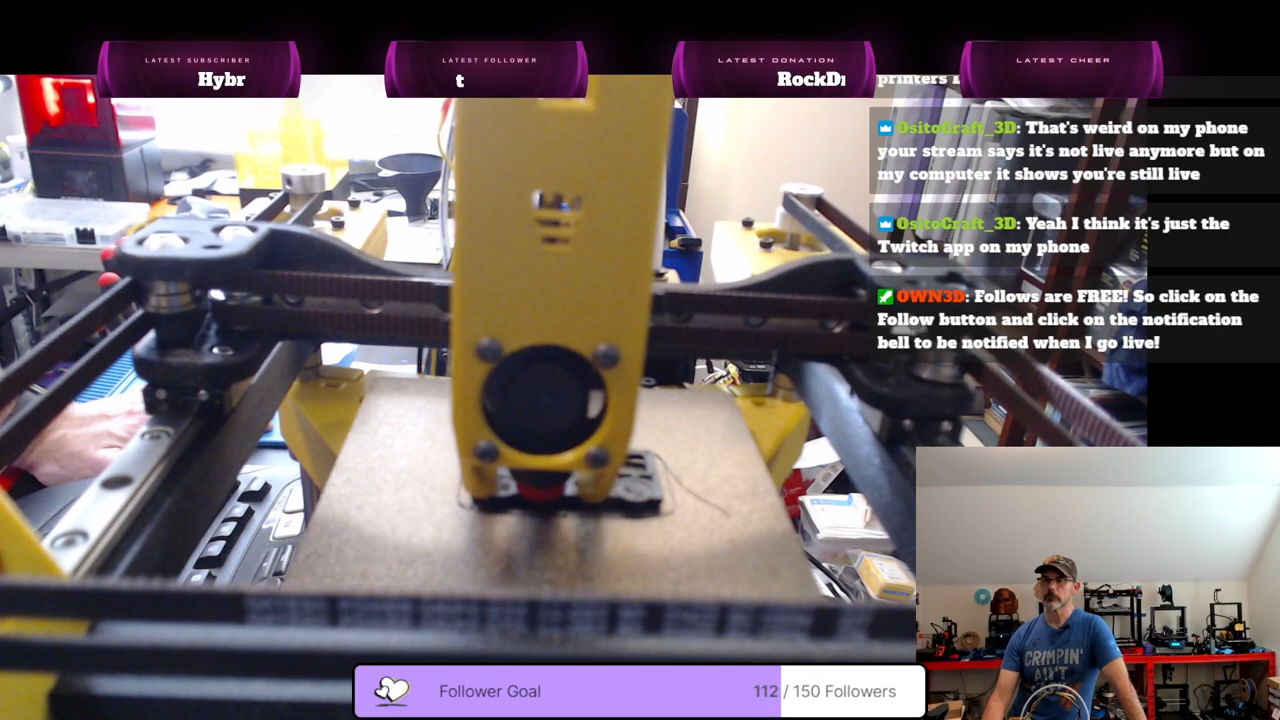 LATEST SUBSCRIBER
Hybr
LATEST FOLLOWER
t
LATEST DONATION
RockD
LATEST CHEER
printers
OsitoCraft_3D: That's weird on my phone
your stream says it's not live anymore but on
my computer it shows you're still live
OsitoCraft_3D: Yeah I think it's just the
Twitch app on my phone
OWN3D: Follows are FREE! So click on the
Follow button and click on the notification
bell to be notified when I go live!
CRIMPIN'
AIN'T
Follower Goal
112 / 150 Followers